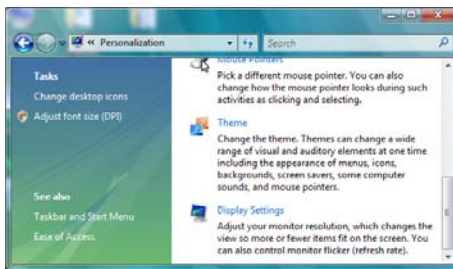 « Personalization
Search
Tasks
Change desktop icons
Adjust font size (DPI)
See also
Taskbar and Start Menu
Ease of Access
Mouse Pointers
Pick a different mouse pointer. You can also
change how the mouse pointer looks during such
activities as clicking and selecting.
Theme
Change the theme. Themes can change a wide
range of visual and auditory elements at one time
including the appearance of menus, icons,
backgrounds, screen savers, some computer
sounds, and mouse pointers.
Display Settings
Adjust your monitor resolution, which changes the
view so more or fewer items fit on the screen. You
can also control monitor flicker (refresh rate).